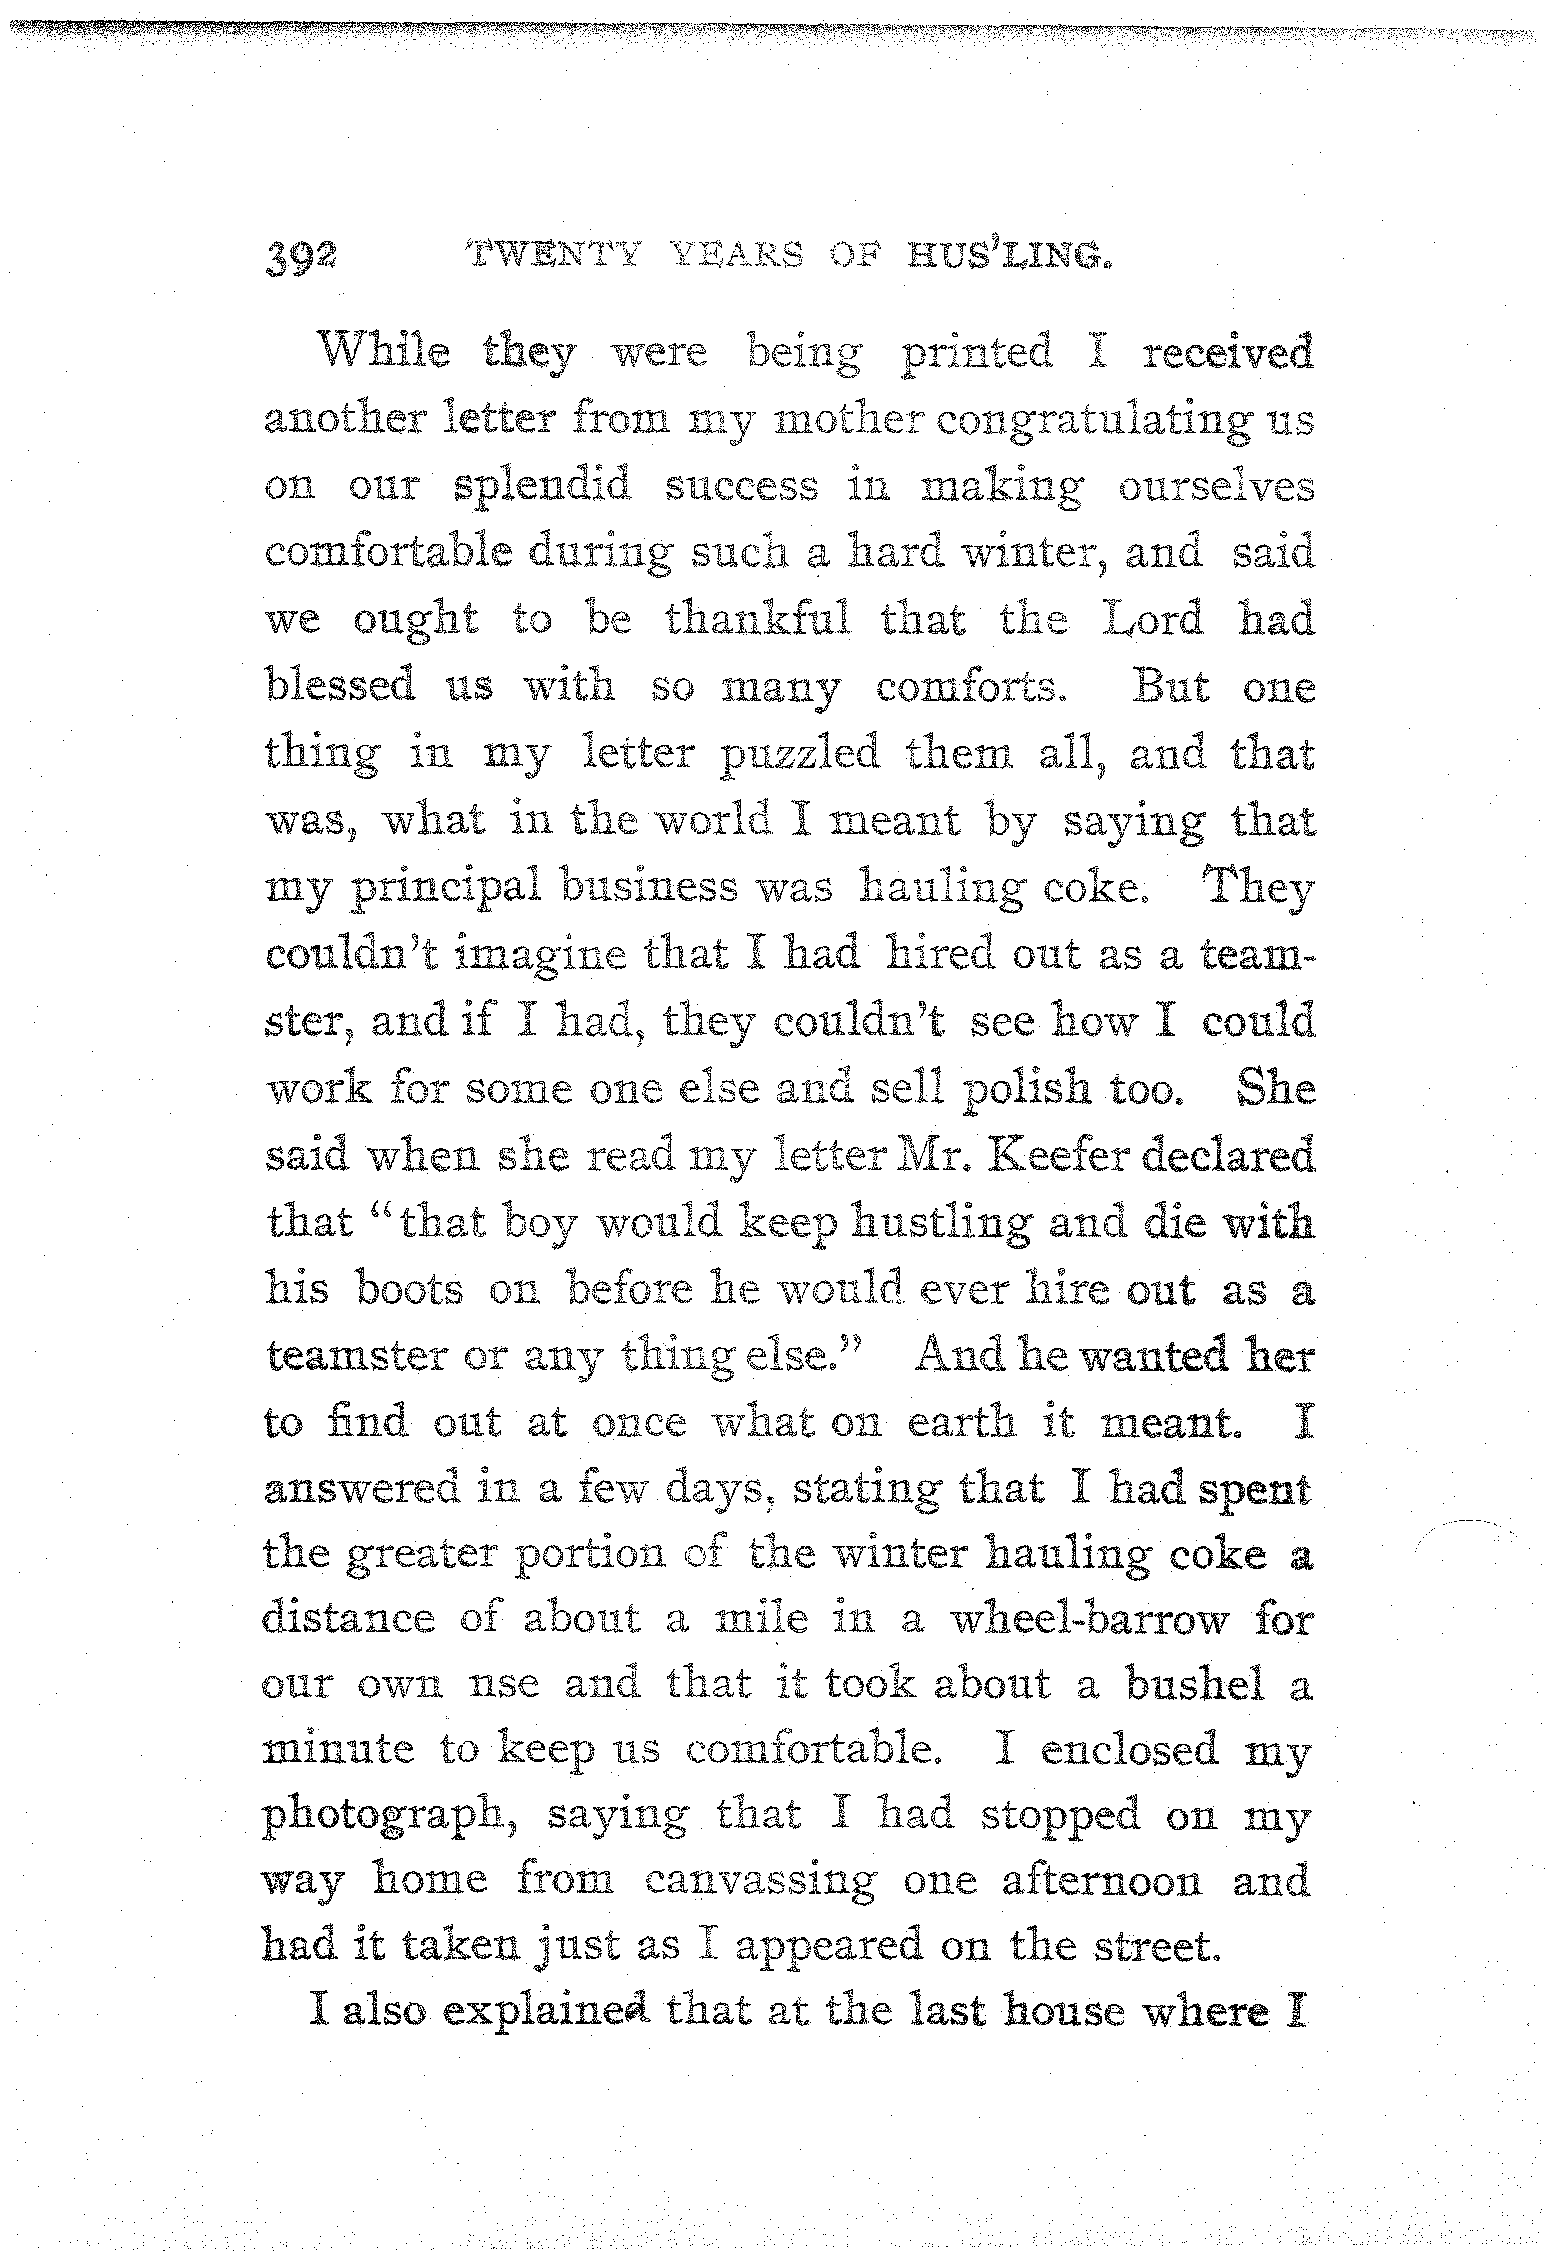 392 TWENTY YEARS OF HUS'LING.
While they were being printed I received
another letter from my mother congratulating us
on our splendid success in making ourselves
comfortable during such a hard winter, and said
we ought to be thankful that the Lord had
blessed us with so many comforts. But one
thing in my letter puzzled them all, and that
was, what in the world I meant by saying that
my principal business was hauling coke. They
couldn't imagine that I had hired out as a team-
ster, and if I had, they couldn't see how I could
work for some one else and sell polish too. She
said when she read my letter Mr. Keefer declared
that "that boy would keep hustling and die with
his boots on before he would ever hire out as a
teamster or any thing else." And he wanted her
to find out at once what on earth it meant. I
answered in a few days, stating that I had spent
the greater portion of the winter hauling coke a
distance of about a mile in a wheel-barrow for
our own nse and that it took about a bushel a
minute to keep us comfortable. I enclosed my
photograph, saying that I had stopped on my
way home from canvassing one afternoon and
had it taken just as I appeared on the street.
I also explained that at the last house where I